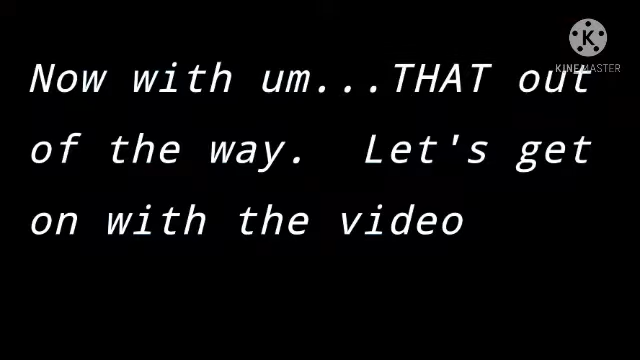 Now with um...THAT out
of the way.  Let's get
on with the video
K
KINEMASTER